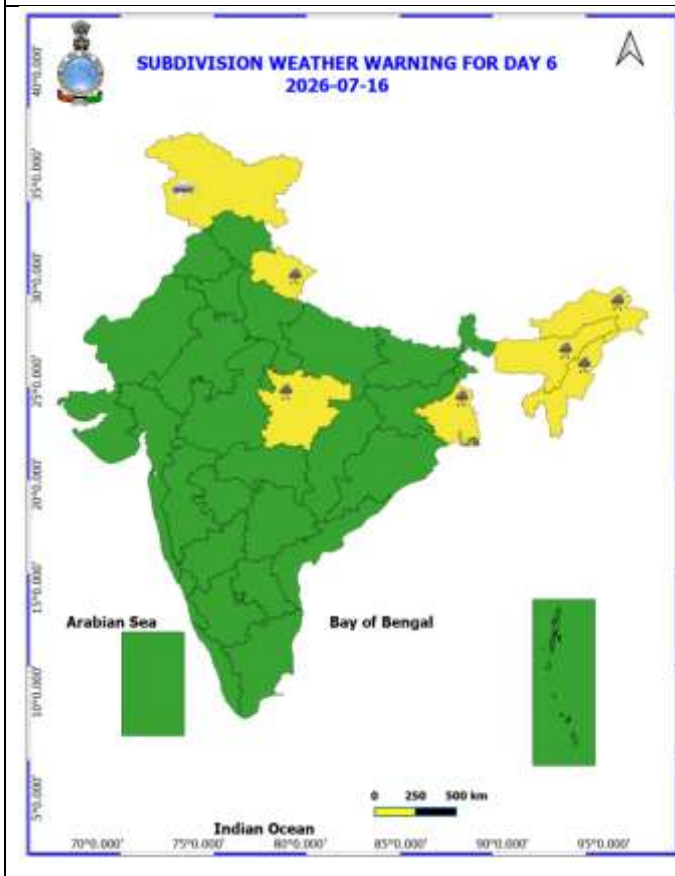 SUBDIVISION WEATHER WARNING FOR DAY 6
2026-07-16
40°0.000'
35°0.000'
30°0.000'
25°0.000'
20°0.000'
15°0.000'
10°0.000'
5°0.000'
Arabian Sea
Bay of Bengal
0 250 500 km
Indian Ocean
70°0.000' 75°0.000' 80°0.000' 85°0.000' 90°0.000' 95°0.000'